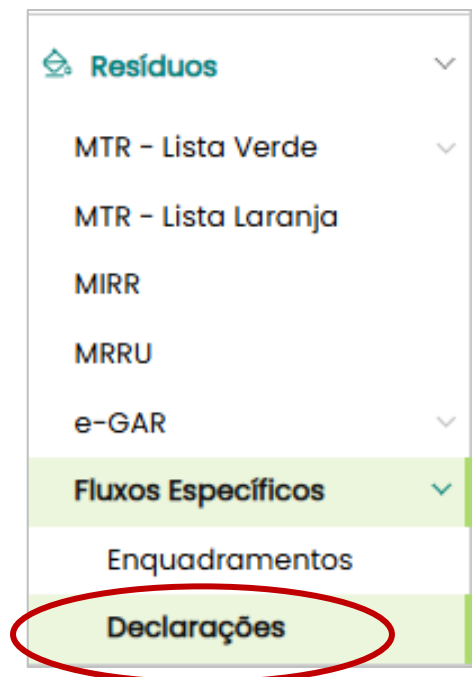 Resíduos
MTR - Lista Verde
MTR - Lista Laranja
MIRR
MRRU
e-GAR
Fluxos Específicos
Enquadramentos
Declarações